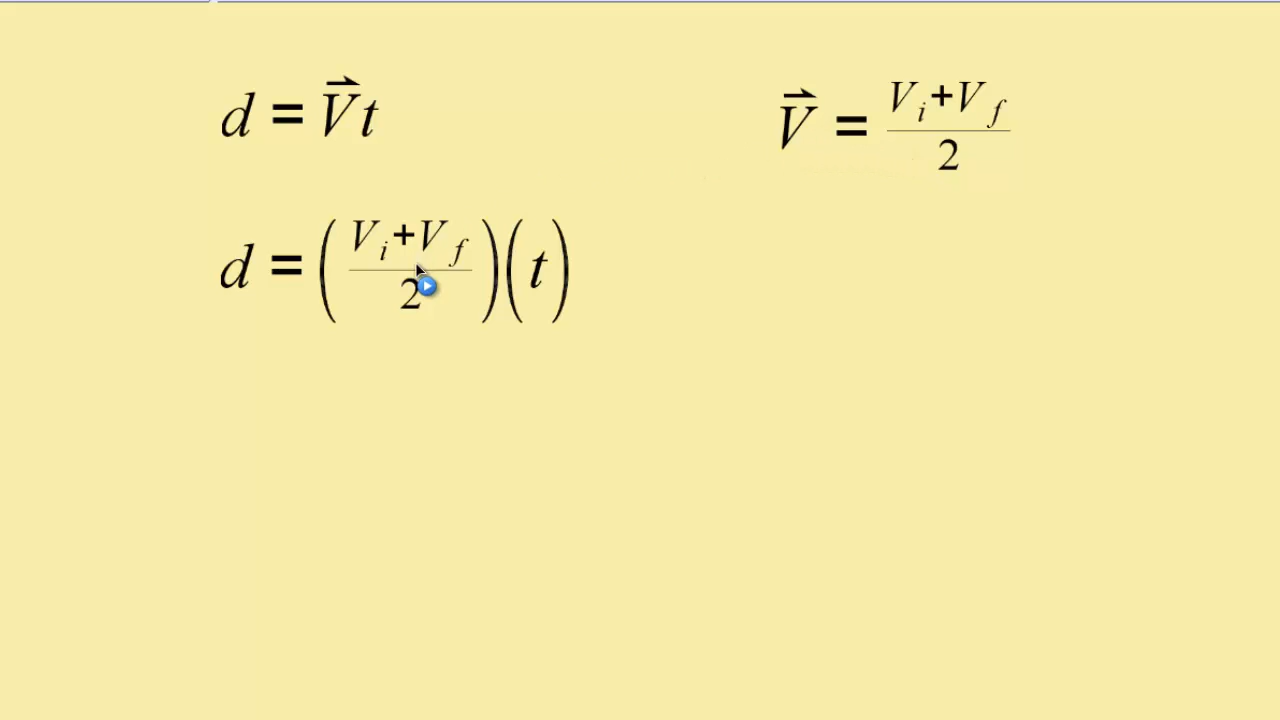 d = V⃗t
V⃗ = (Vᵢ+V_f)/2
d = ((Vᵢ+V_f)/2)(t)